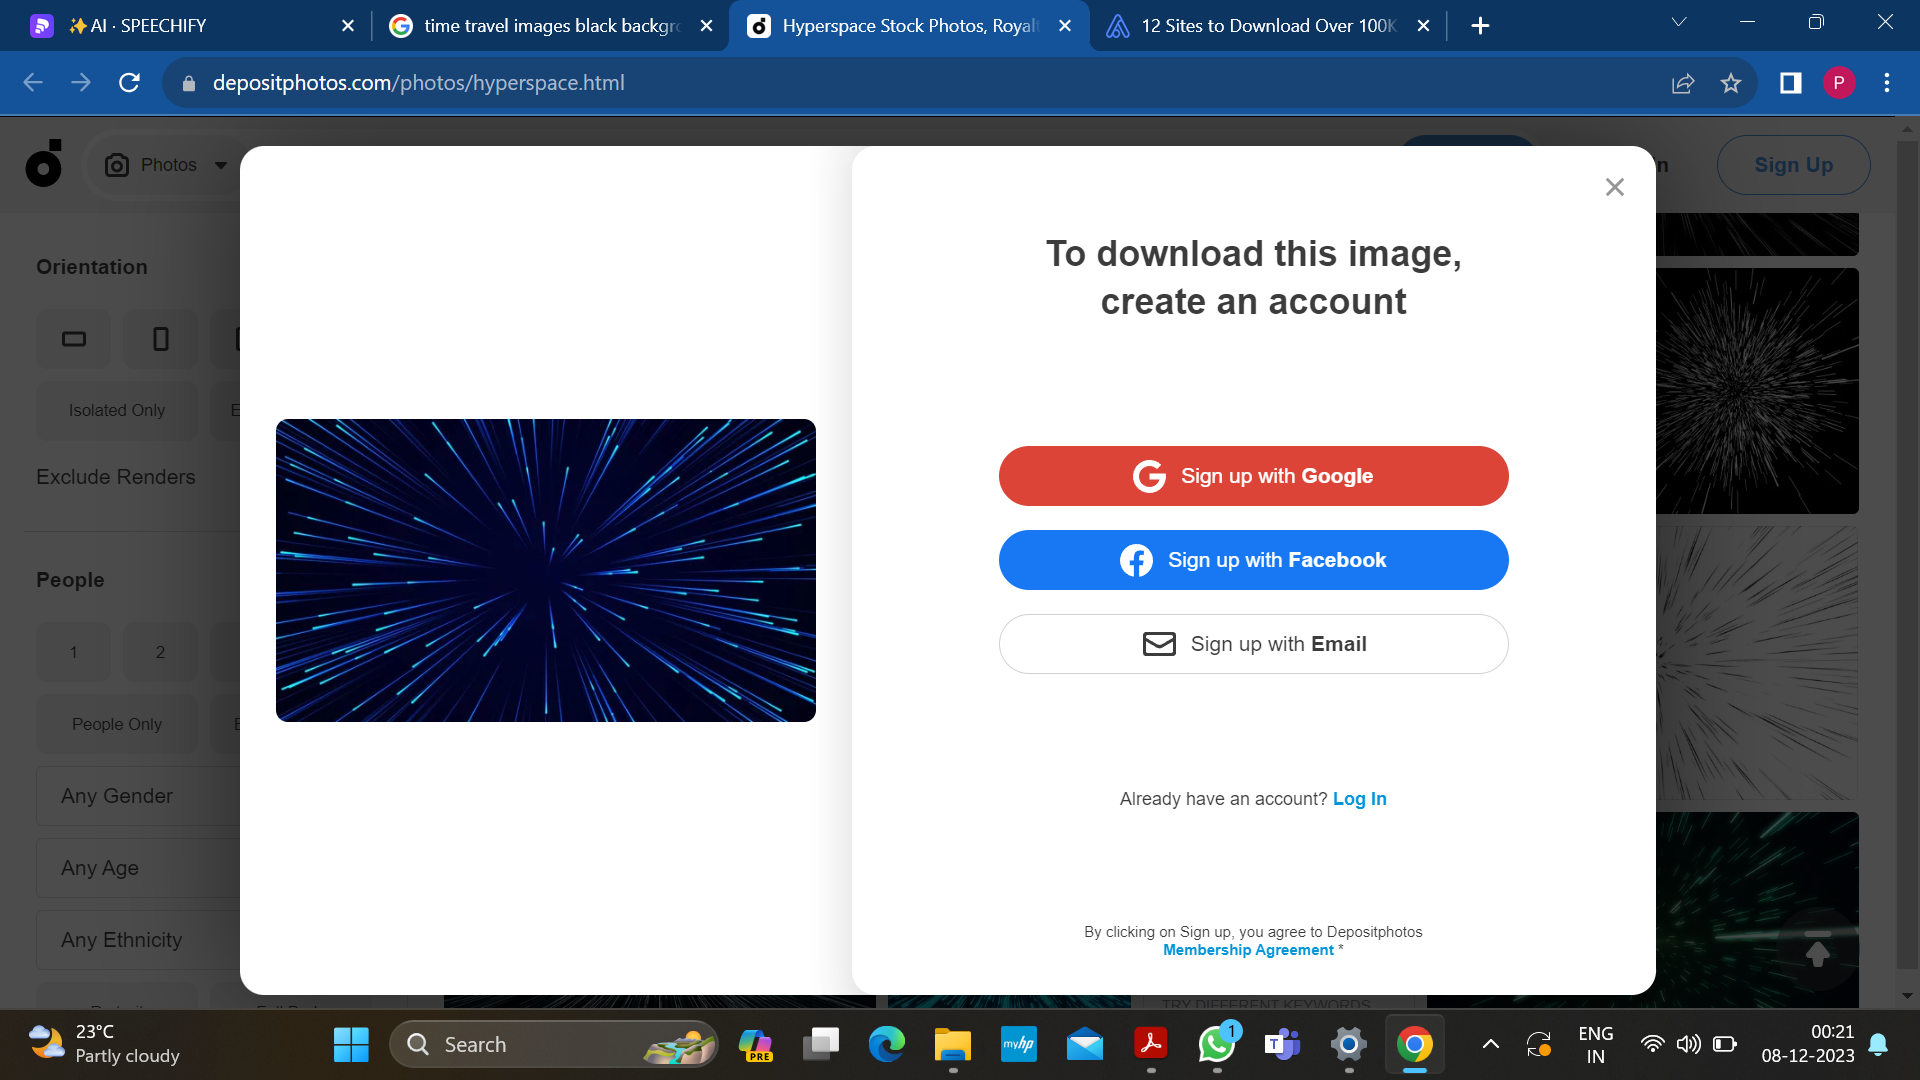 ✨ AI · SPEECHIFY
time travel images black backgr
Hyperspace Stock Photos, Royal
12 Sites to Download Over 100K
depositphotos.com/photos/hyperspace.html
P
Photos
n
Sign Up
Orientation
Isolated Only
E
Exclude Renders
People
1
2
People Only
E
Any Gender
Any Age
Any Ethnicity
To download this image,
create an account
Sign up with Google
Sign up with Facebook
Sign up with Email
Already have an account? Log In
By clicking on Sign up, you agree to Depositphotos
Membership Agreement *
TRY DIFFERENT KEYWORDS
23°C
Partly cloudy
Search
PRE
myhp
1
T
ENG
IN
00:21
08-12-2023